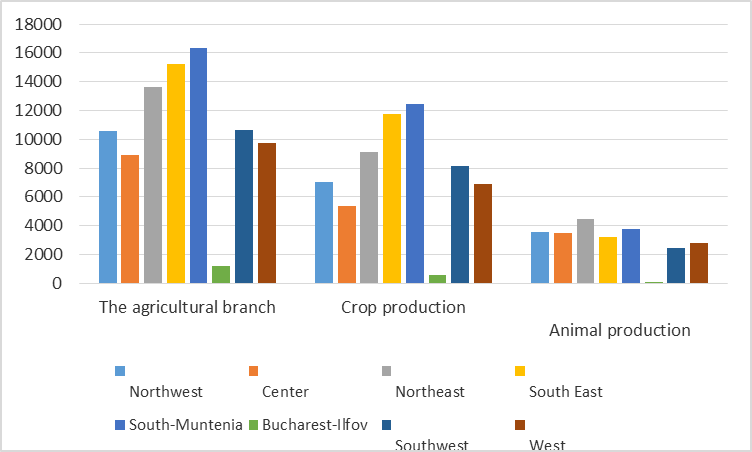 18000
16000
14000
12000
10000
8000
6000
4000
2000
0
The agricultural branch
Crop production
Animal production
Northwest
Center
Northeast
South East
South-Muntenia
Bucharest-Ilfov
Southwest
West